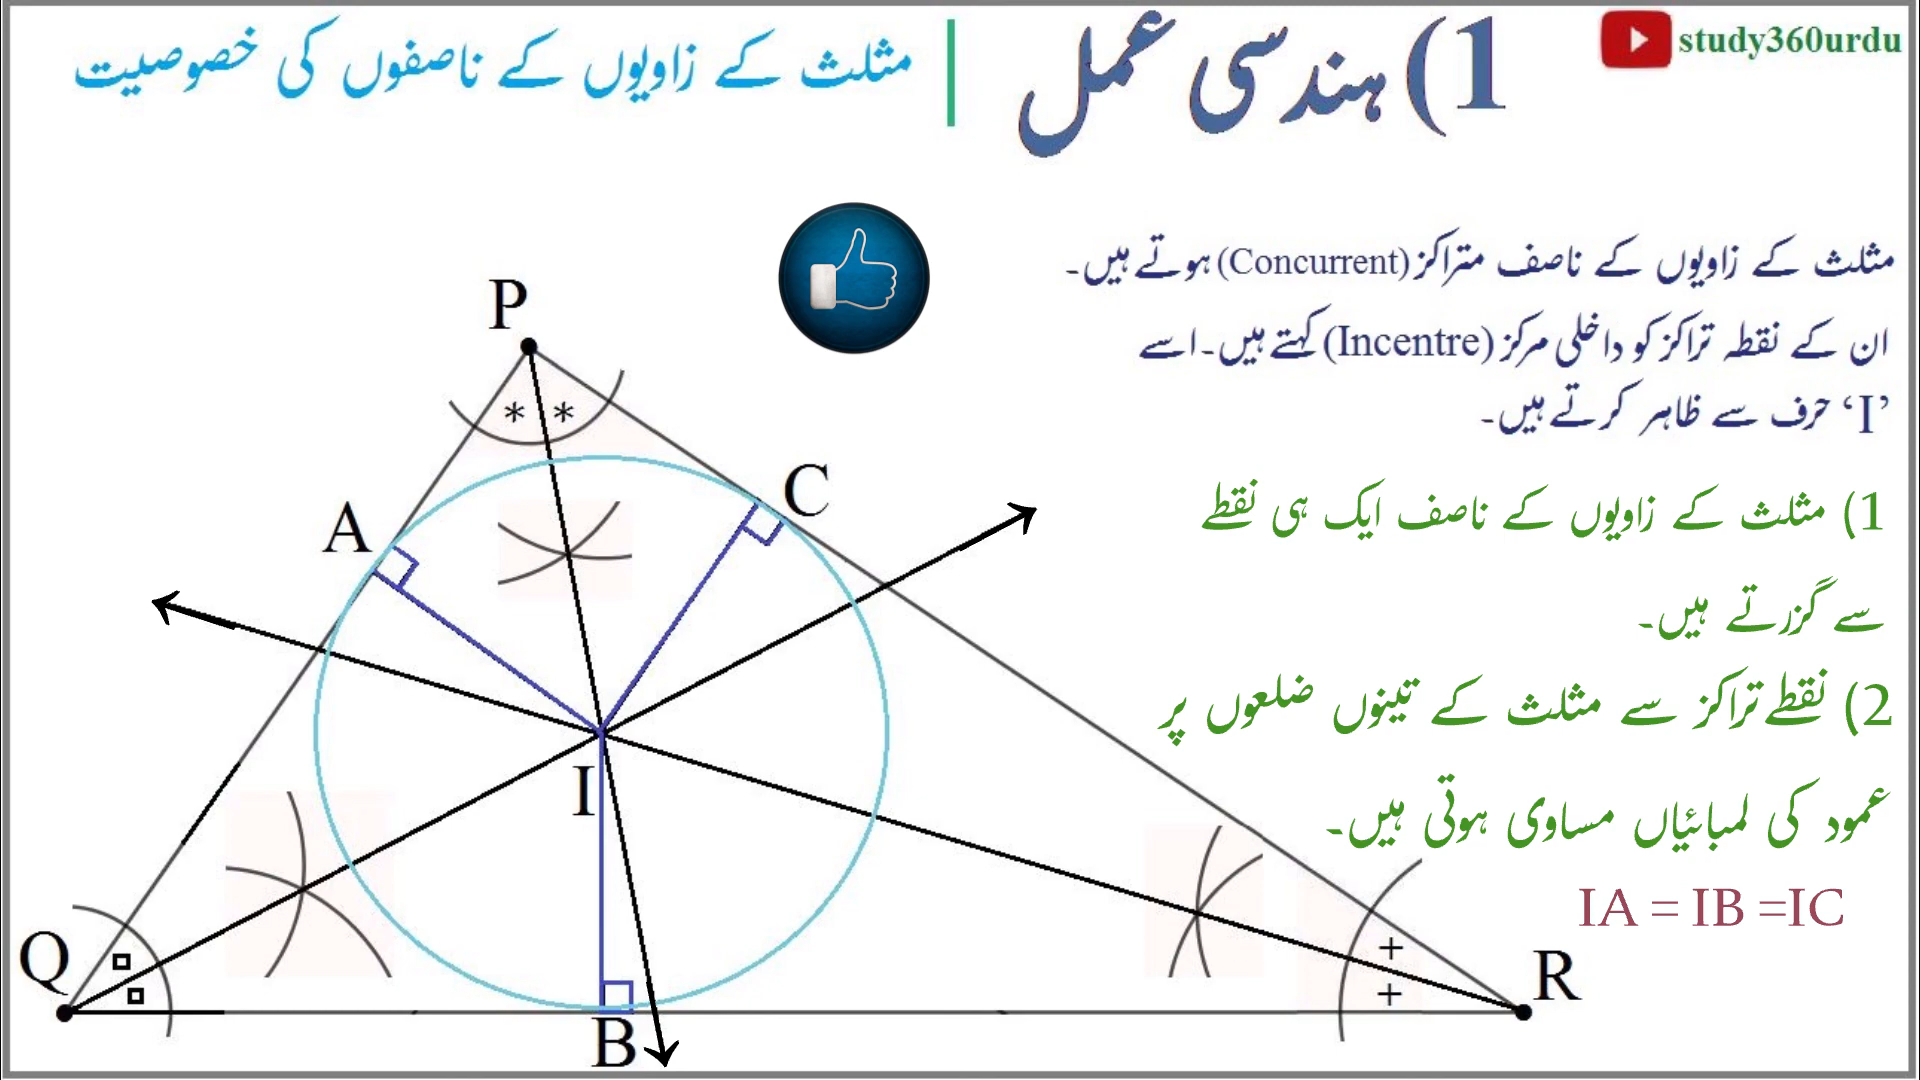 study360urdu
1) ہندسی عمل
مثلث کے زاویوں کے ناصفوں کی خصوصیت
مثلث کے زاویوں کے ناصف متراکز (Concurrent) ہوتے ہیں۔
ان کے نقطہ تراکز کو داخلی مرکز (Incentre) کہتے ہیں۔ اسے
‘I’ حرف سے ظاہر کرتے ہیں۔
1) مثلث کے زاویوں کے ناصف ایک ہی نقطے
سے گزرتے ہیں۔
2) نقطے تراکز سے مثلث کے تینوں ضلعوں پر
عمود کی لمبائیاں مساوی ہوتی ہیں۔
IA = IB =IC
P
* *
C
A
I
Q
+
+
R
B